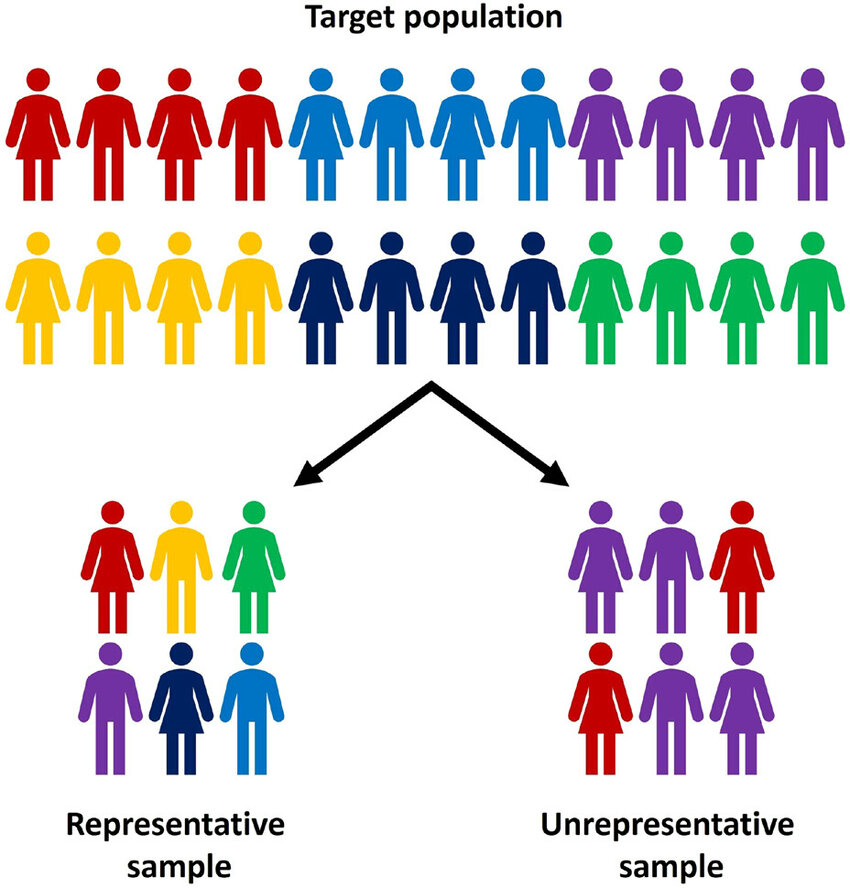 Target population
Representative
sample
Unrepresentative
sample